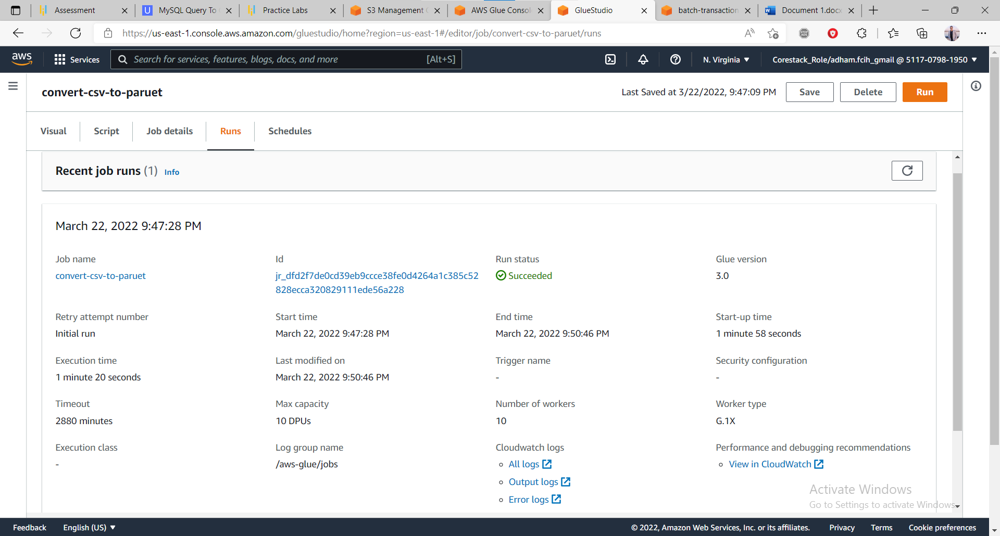 Assessment
MySQL Query To
Practice Labs
S3 Management
AWS Glue Consol
GlueStudio
batch-transaction
Document 1.docx
https://us-east-1.console.aws.amazon.com/gluestudio/home?region=us-east-1#/editor/job/convert-csv-to-paruet/runs
aws
Services
Search for services, features, blogs, docs, and more
[Alt+S]
N. Virginia
Corestack_Role/adham.fcih_gmail @ 5117-0798-1950
convert-csv-to-paruet
Last Saved at 3/22/2022, 9:47:09 PM
Save
Delete
Run
Visual
Script
Job details
Runs
Schedules
Recent job runs (1) Info
March 22, 2022 9:47:28 PM
Job name
convert-csv-to-paruet
Id
jr_dfd2f7de0cd39eb9ccce38fe0d4264a1c385c52
828ecca320829111ede56a228
Run status
Succeeded
Glue version
3.0
Retry attempt number
Initial run
Start time
March 22, 2022 9:47:28 PM
End time
March 22, 2022 9:50:46 PM
Start-up time
1 minute 58 seconds
Execution time
1 minute 20 seconds
Last modified on
March 22, 2022 9:50:46 PM
Trigger name
-
Security configuration
-
Timeout
2880 minutes
Max capacity
10 DPUs
Number of workers
10
Worker type
G.1X
Execution class
-
Log group name
/aws-glue/jobs
Cloudwatch logs
All logs
Output logs
Error logs
Performance and debugging recommendations
View in CloudWatch
Activate Windows
Go to Settings to activate Windows
Feedback
English (US)
© 2022, Amazon Web Services, Inc. or its affiliates.
Privacy
Terms
Cookie preferences